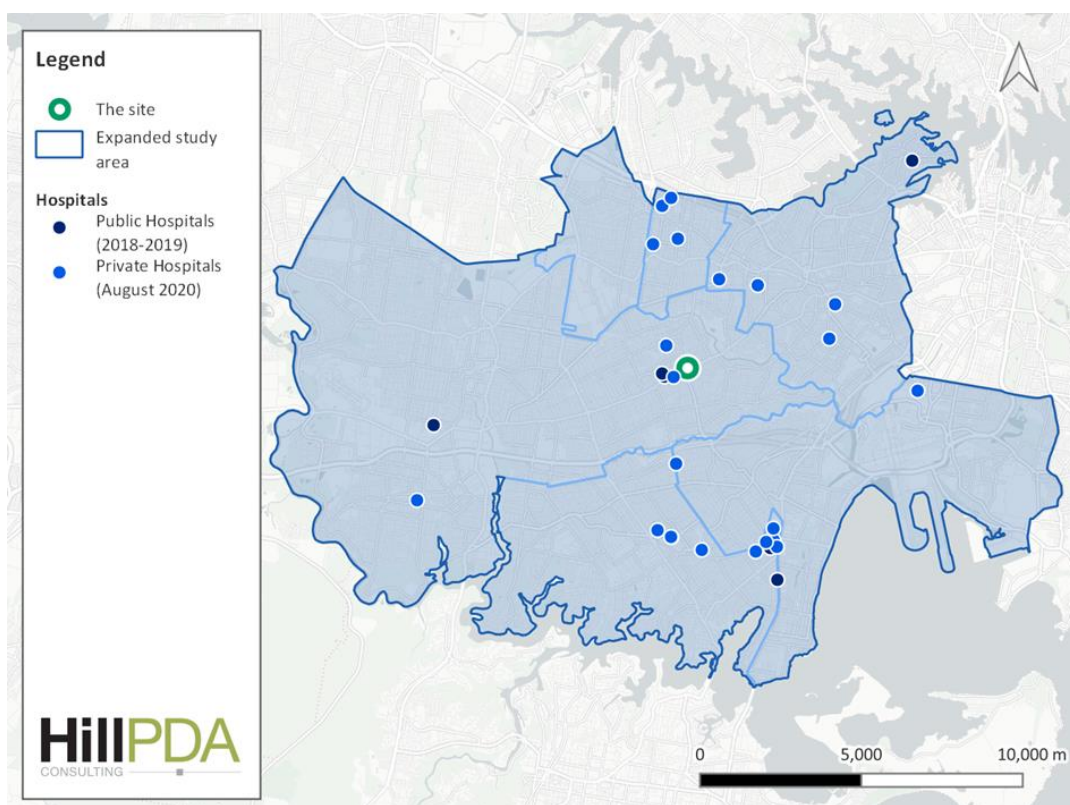 Legend
The site
Expanded study
area
Hospitals
Public Hospitals
(2018-2019)
Private Hospitals
(August 2020)
HillPDA
CONSULTING
0 5,000 10,000 m